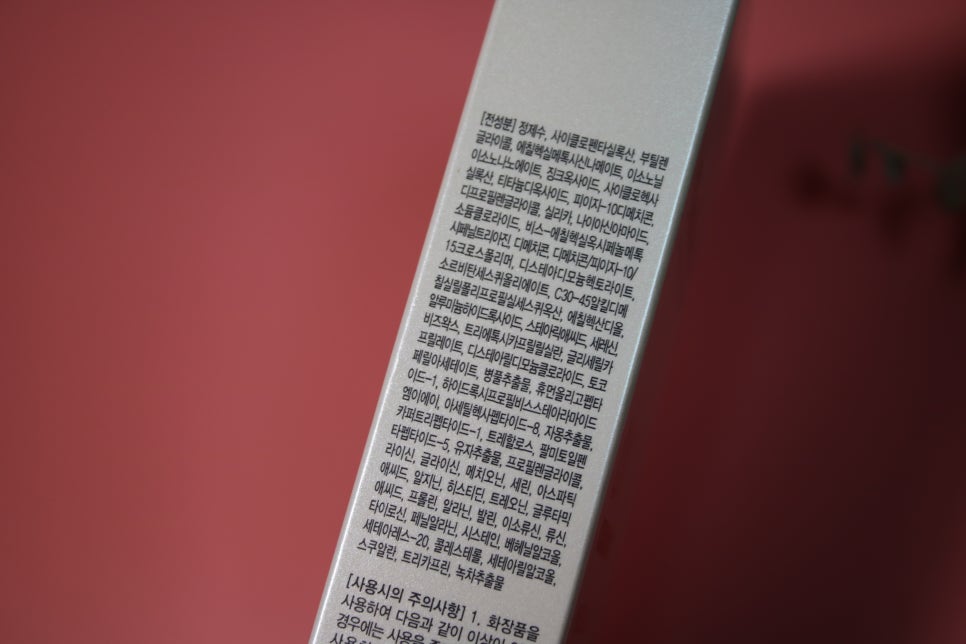 [전성분] 정제수, 사이클로펜타실록산, 부틸렌
글라이콜, 에칠헥실메톡시신나메이트, 이소노닐
이소나노에이트, 징크옥사이드, 사이클로헥사
실록산, 티타늄디옥사이드, 피이지-10디메치콘,
디프로필렌글라이콜, 실리카, 나이아신아마이드,
소듐클로라이드, 비스-에칠헥실옥시페놀메톡
시페닐트리아진, 디메치콘, 디메치콘/피이지-10/
15크로스폴리머, 디스테아디모늄헥토라이트,
소르비탄세스퀴올리에이트, C30-45알킬디메
칠실릴폴리프로필실세스퀴옥산, 에칠헥산디올,
알루미늄하이드록사이드, 스테아릭애씨드, 세레신,
비즈왁스, 트리에톡시카프릴릴실란, 글리세릴카
프릴레이트, 디스테아릴디모늄클로라이드, 토코
페릴아세테이트, 병풀추출물, 휴먼올리고펩타
이드-1, 하이드록시프로필비스스테아라마이드
엠이에이, 아세틸헥사펩타이드-8, 자몽추출물,
카퍼트리펩타이드-1, 트레할로스, 팔미토일펜
타펩타이드-5, 유자추출물, 프로필렌글라이콜,
라이신, 글라이신, 메치오닌, 세린, 아스파틱
애씨드, 알지닌, 히스티딘, 트레오닌, 글루타믹
애씨드, 프롤린, 알라닌, 발린, 이소류신, 류신,
타이로신, 페닐알라닌, 시스테인, 베헤닐알코올,
세테아레스-20, 콜레스테롤, 세테아릴알코올,
스쿠알란, 트리카프린, 녹차추출물
[사용시의 주의사항] 1. 화장품을
사용하여 다음과 같이 이상이
경우에는 사용을